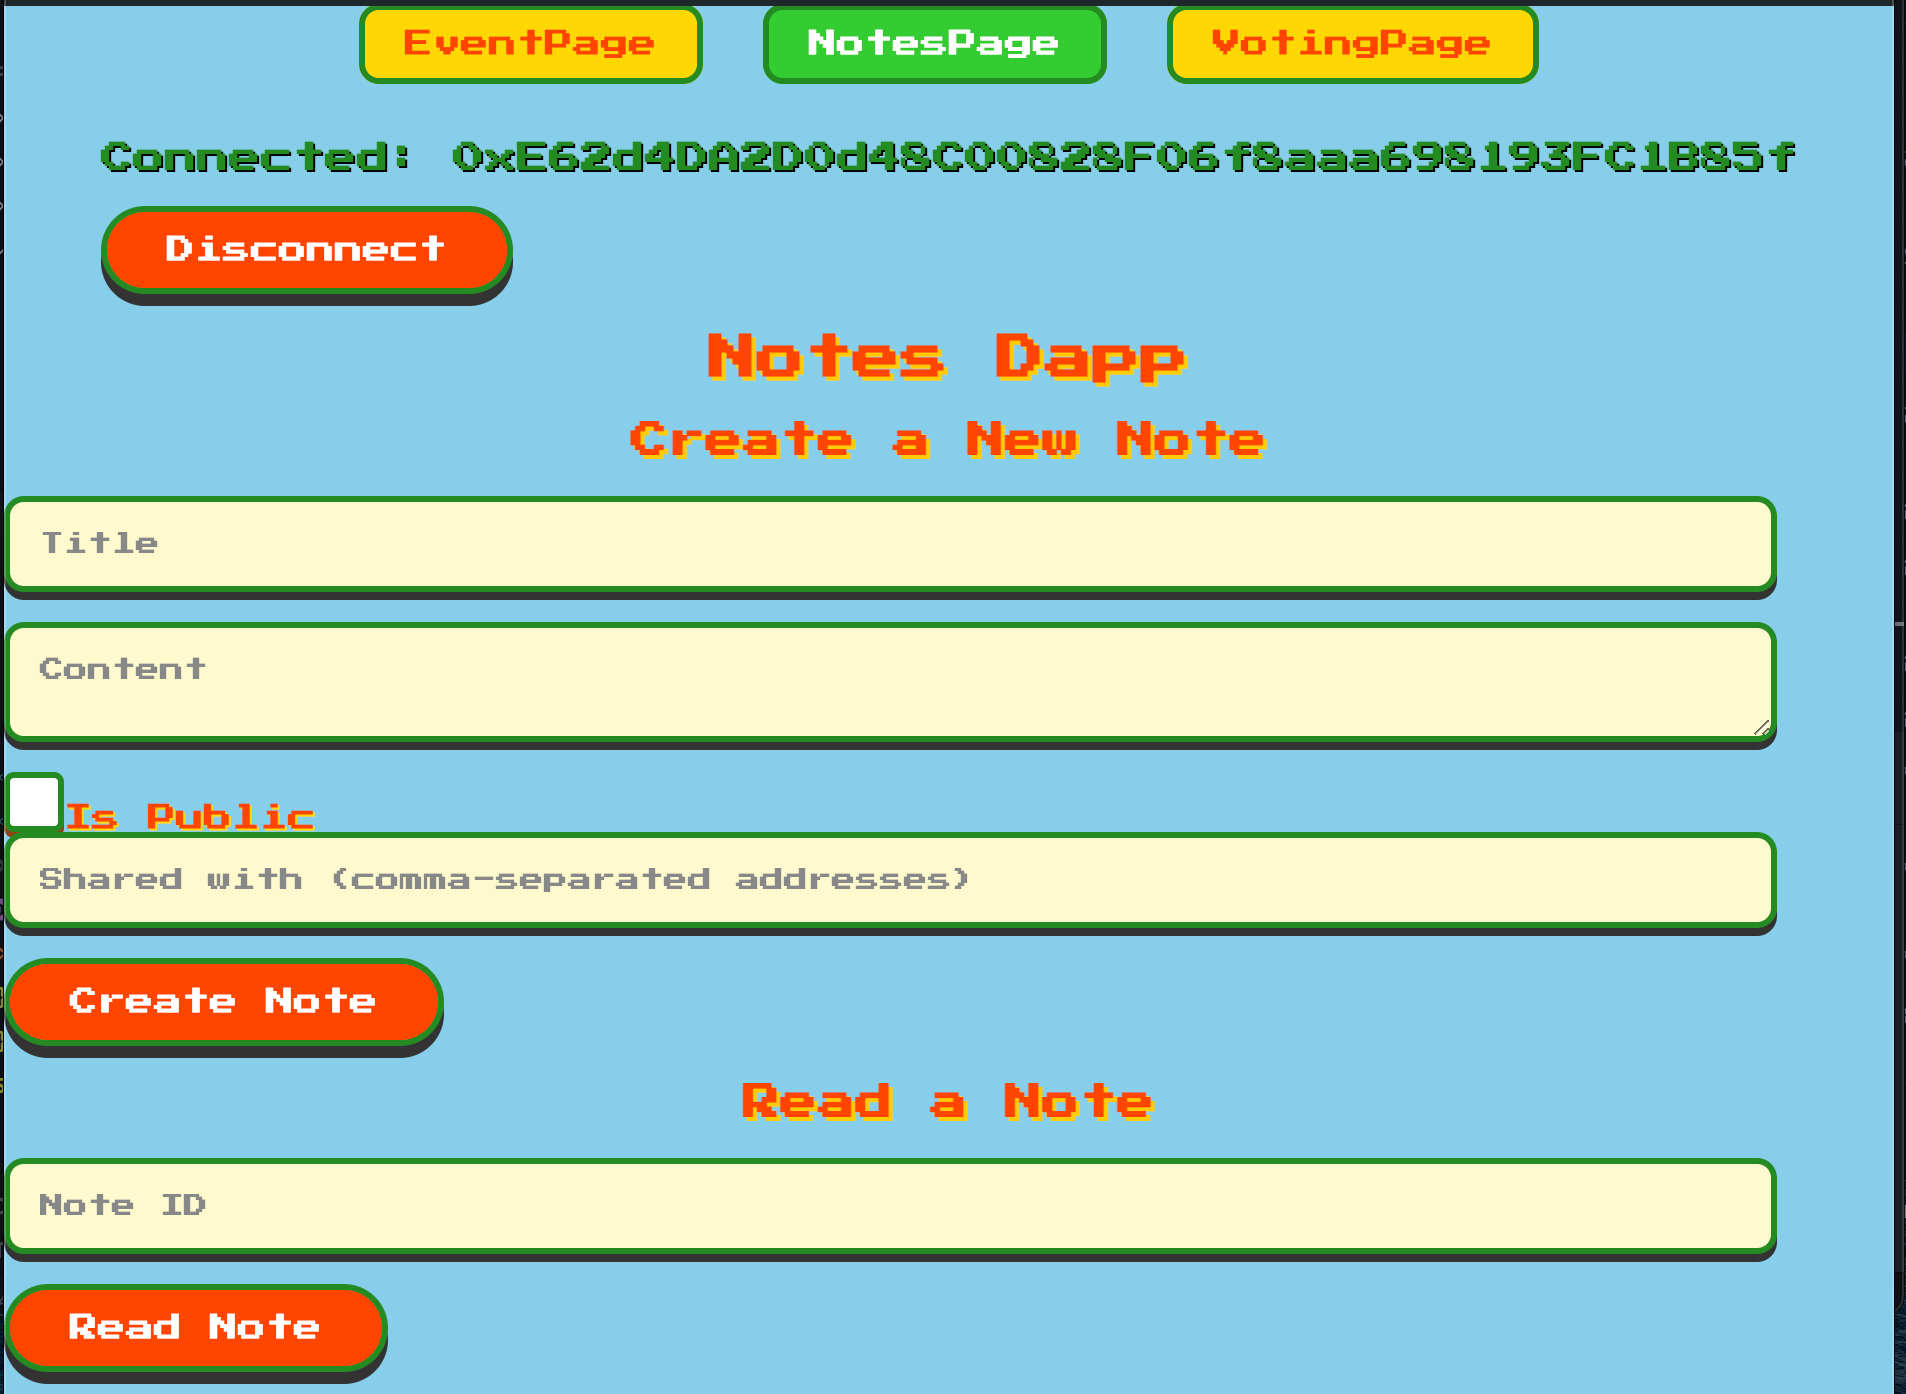 EventPage NotesPage VotingPage
Connected: 0xE62d4DA2D0d48C00828F06f8aaa698193FC1B85f
Disconnect
Notes Dapp
Create a New Note
Title
Content
Is Public
Shared with (comma-separated addresses)
Create Note
Read a Note
Note ID
Read Note